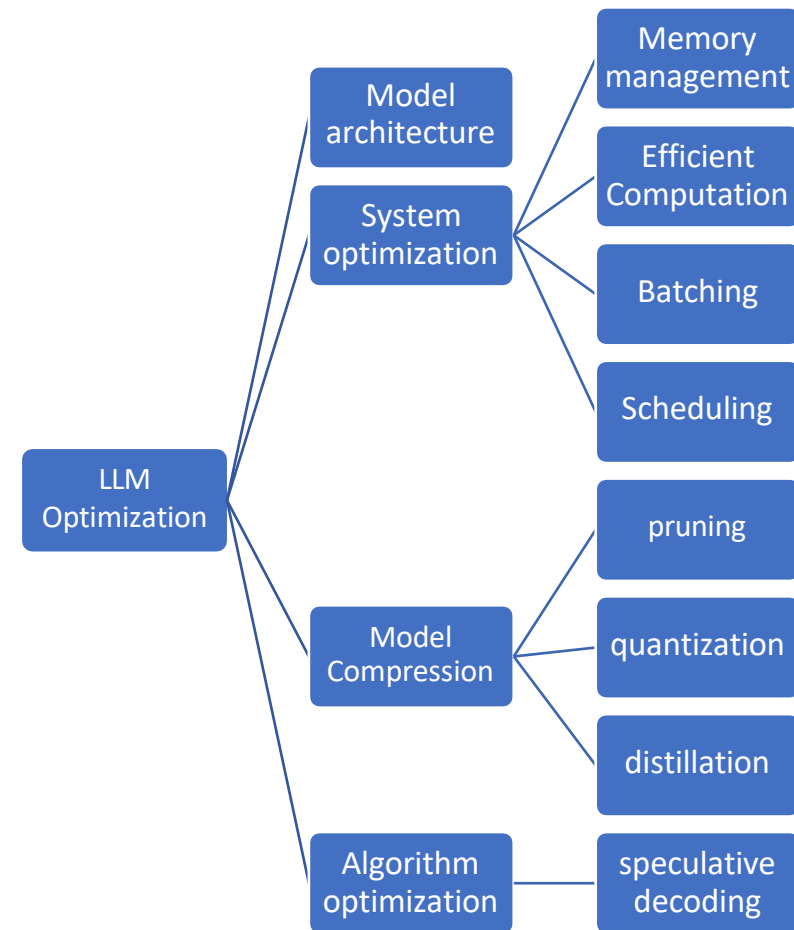 Memory
management
Model
architecture
Efficient
Computation
System
optimization
Batching
Scheduling
LLM
Optimization
pruning
Model
Compression
quantization
distillation
Algorithm
optimization
speculative
decoding